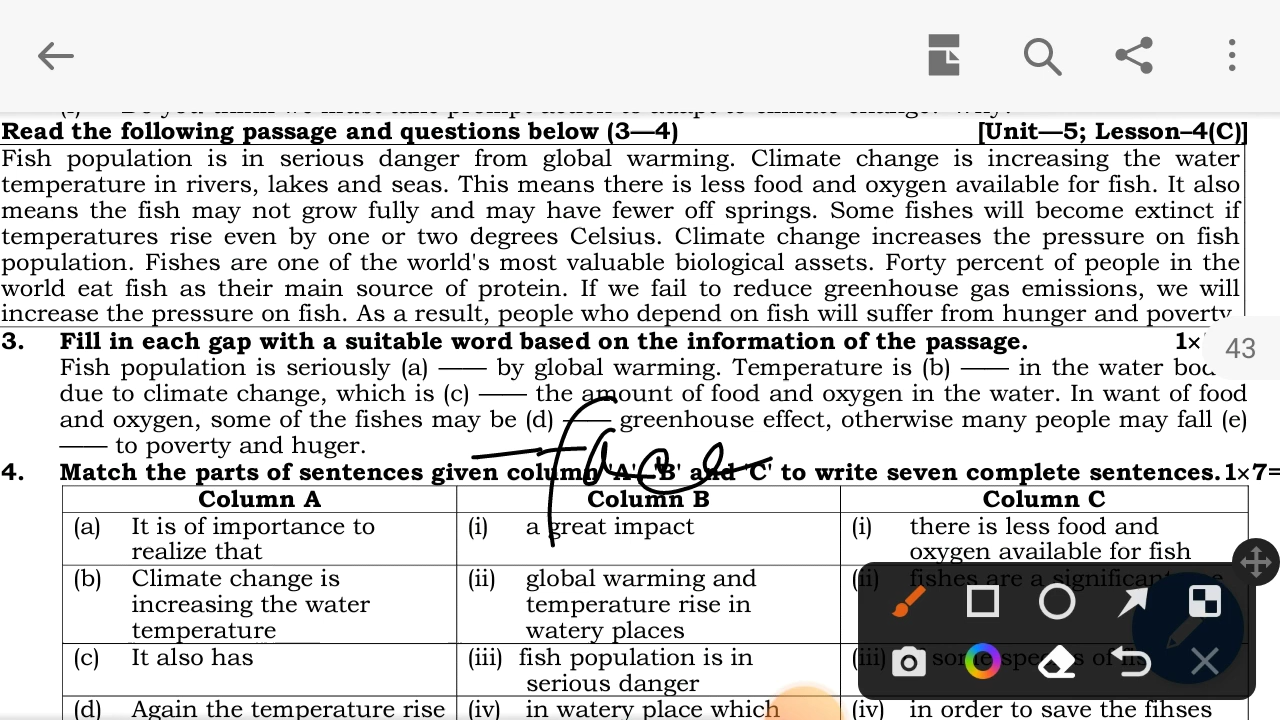 Read the following passage and questions below (3—4) [Unit—5; Lesson–4(C)]
Fish population is in serious danger from global warming. Climate change is increasing the water
temperature in rivers, lakes and seas. This means there is less food and oxygen available for fish. It also
means the fish may not grow fully and may have fewer off springs. Some fishes will become extinct if
temperatures rise even by one or two degrees Celsius. Climate change increases the pressure on fish
population. Fishes are one of the world's most valuable biological assets. Forty percent of people in the
world eat fish as their main source of protein. If we fail to reduce greenhouse gas emissions, we will
increase the pressure on fish. As a result, people who depend on fish will suffer from hunger and poverty.
3. Fill in each gap with a suitable word based on the information of the passage. 1×
43
Fish population is seriously (a) —— by global warming. Temperature is (b) —— in the water
due to climate change, which is (c) —— the amount of food and oxygen in the water. In want of food
and oxygen, some of the fishes may be (d) —— greenhouse effect, otherwise many people may fall (e)
—— to poverty and huger.
face
4. Match the parts of sentences given column 'A', 'B' and 'C' to write seven complete sentences. 1×7=
Column A Column B Column C
(a) It is of importance to (i) a great impact (i) there is less food and
realize that oxygen available for fish
(b) Climate change is (ii) global warming and (ii) fishes are a significant
increasing the water temperature rise in
temperature watery places
(c) It also has (iii) fish population is in (iii) some
serious danger
(d) Again the temperature rise (iv) in watery place which (iv) in order to save the fihses